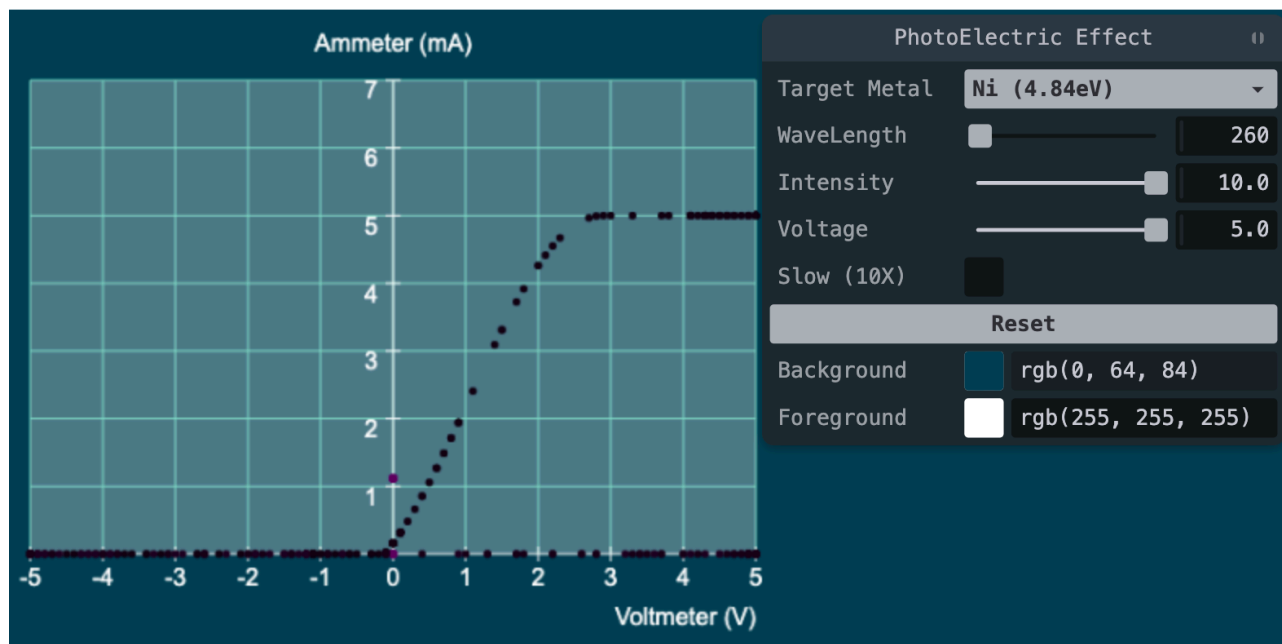 Ammeter (mA)
7
6
5
4
3
2
1
-5 -4 -3 -2 -1 0 1 2 3 4 5
Voltmeter (V)
PhotoElectric Effect
Target Metal Ni (4.84eV)
WaveLength 260
Intensity 10.0
Voltage 5.0
Slow (10X)
Reset
Background rgb(0, 64, 84)
Foreground rgb(255, 255, 255)